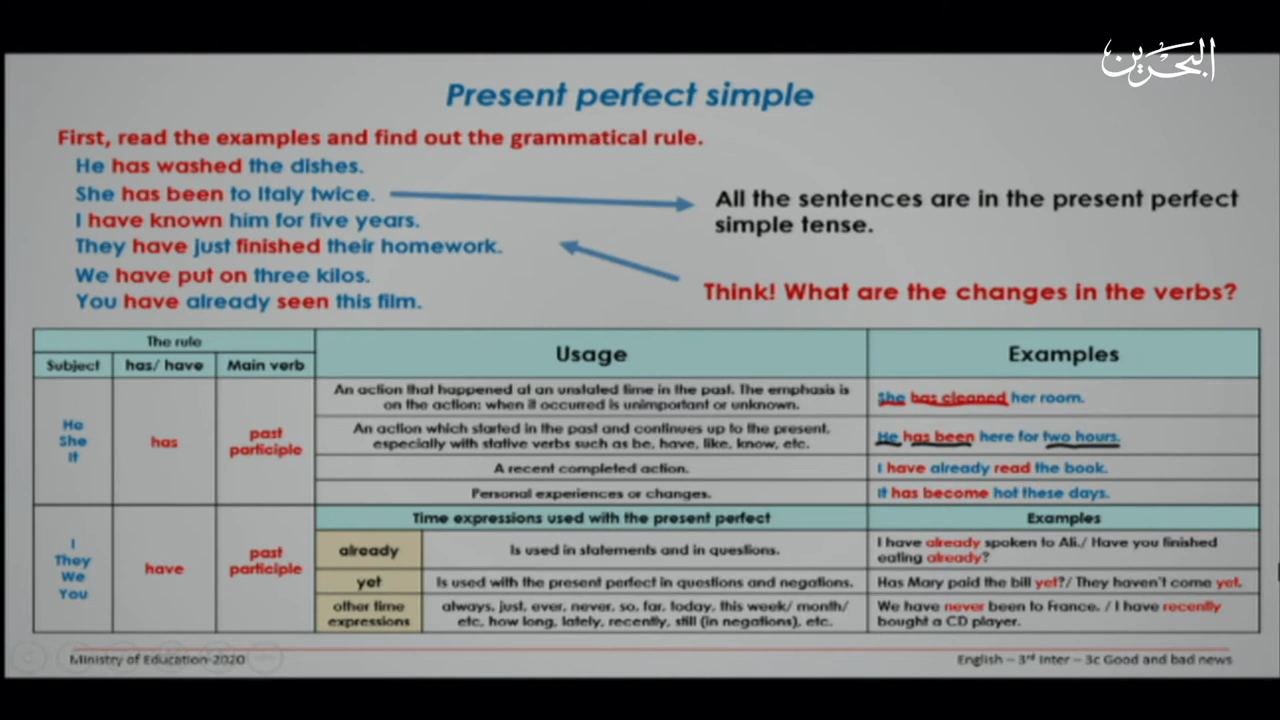 البحرين
Present perfect simple
First, read the examples and find out the grammatical rule.
He has washed the dishes.
She has been to Italy twice.
I have known him for five years.
They have just finished their homework.
We have put on three kilos.
You have already seen this film.
All the sentences are in the present perfect
simple tense.
Think! What are the changes in the verbs?
The rule
Subject
has/ have
Main verb
Usage
Examples
He
She
It
has
past
participle
An action that happened at an unstated time in the past. The emphasis is
on the action; when it occurred is unimportant or unknown.
She has cleaned her room.
An action which started in the past and continues up to the present,
especially with stative verbs such as be, have, like, know, etc.
He has been here for two hours.
A recent completed action.
I have already read the book.
Personal experiences or changes.
It has become hot these days.
I
They
We
You
have
past
participle
Time expressions used with the present perfect
Examples
already
Is used in statements and in questions.
I have already spoken to Ali./ Have you finished
eating already?
yet
Is used with the present perfect in questions and negations.
Has Mary paid the bill yet?/ They haven't come yet.
other time
expressions
always, just, ever, never, so, far, today, this week/ month/
etc, how long, lately, recently, still (in negations), etc.
We have never been to France. / I have recently
bought a CD player.
Ministry of Education-2020
English – 3rd Inter – 3c Good and bad news